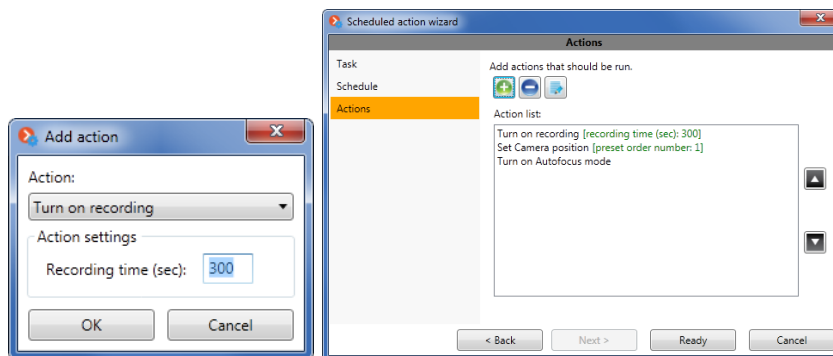 Add action
Action:
Turn on recording
Action settings
Recording time (sec): 300
OK Cancel
Scheduled action wizard
Actions
Task
Schedule
Actions
Add actions that should be run.
Action list:
Turn on recording [recording time (sec): 300]
Set Camera position [preset order number: 1]
Turn on Autofocus mode
< Back Next > Ready Cancel